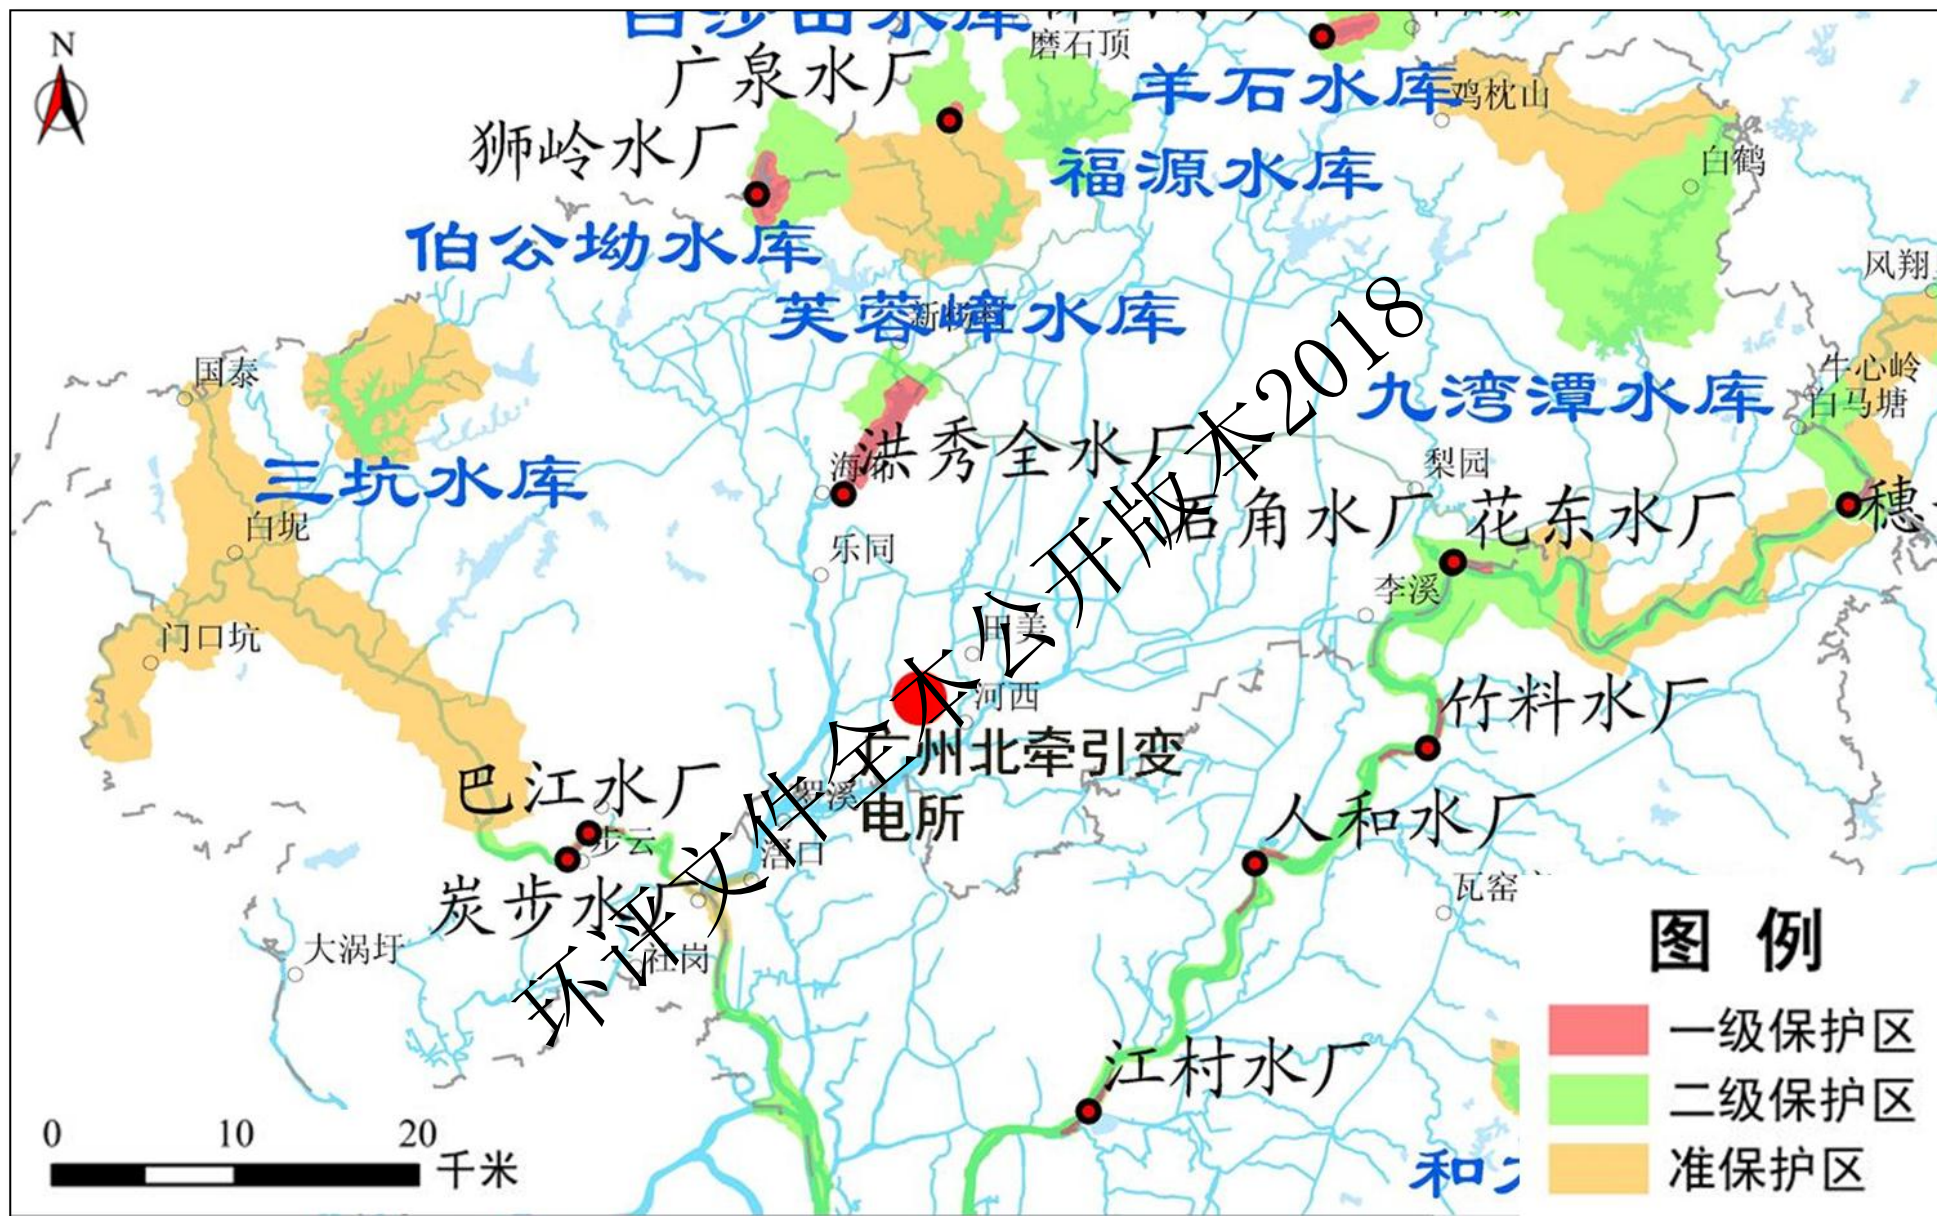 N
磨石顶
广泉水厂
羊石水库
鸡枕山
狮岭水厂
福源水库
白鹤
伯公坳水库
风翔
芙蓉嶂水库
国泰
牛心岭
九湾潭水库
白马塘
洪秀全水厂
三坑水库
梨园
石角水厂
花东水厂
穗
白坭
乐同
李溪
田美
门口坑
河西
竹料水厂
广州北牵引变
电所
巴江水厂
步云
人和水厂
炭步水厂
瓦窑
大涡圩
社岗
江村水厂
环评文件全本公开版本2018
图 例
一级保护区
二级保护区
准保护区
0 10 20
千米